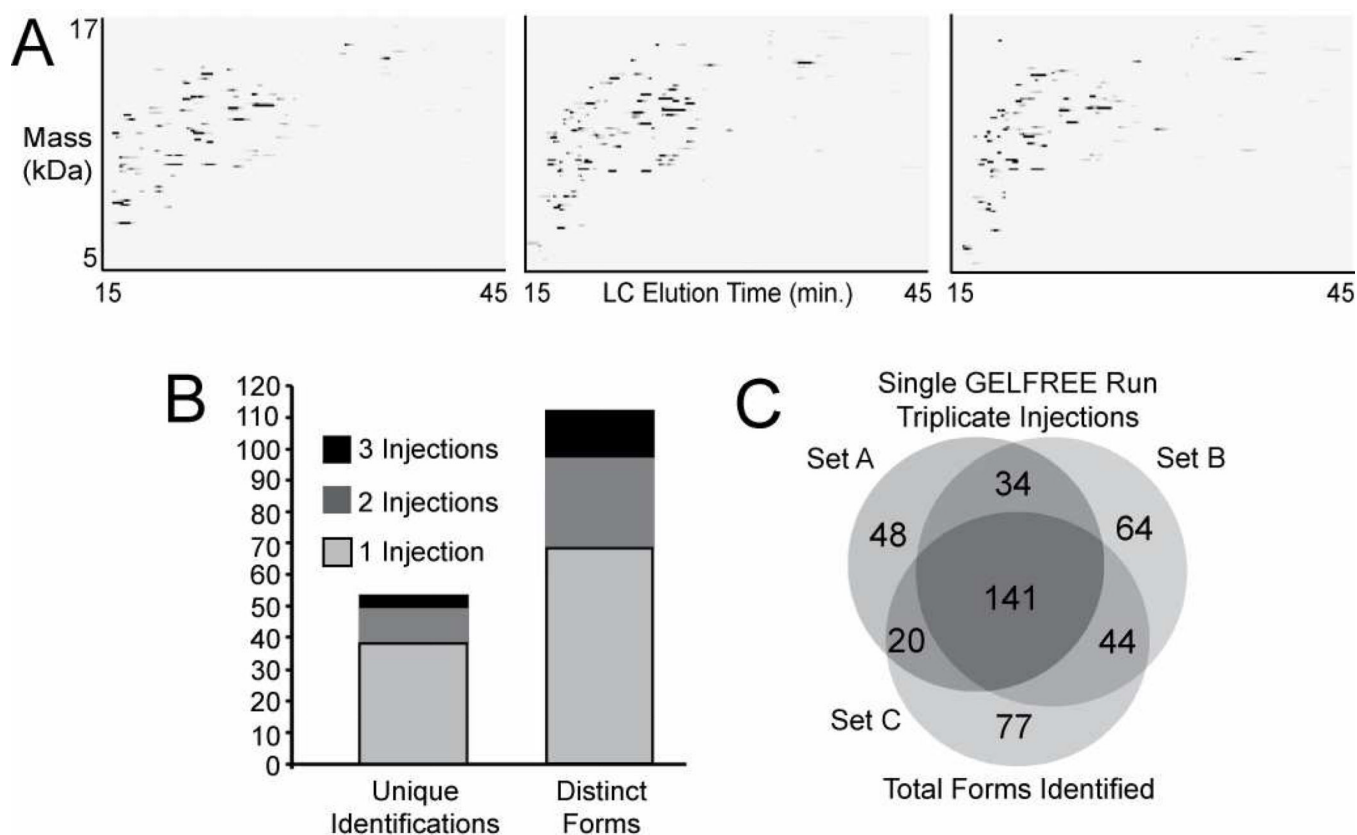 A
17
Mass
(kDa)
5
15
45
15
LC Elution Time (min.)
45
15
45
B
120
110
100
90
80
70
60
50
40
30
20
10
0
3 Injections
2 Injections
1 Injection
Unique
Identifications
Distinct
Forms
C
Single GELFREE Run
Triplicate Injections
Set A
Set B
34
48
64
141
20
44
Set C
77
Total Forms Identified